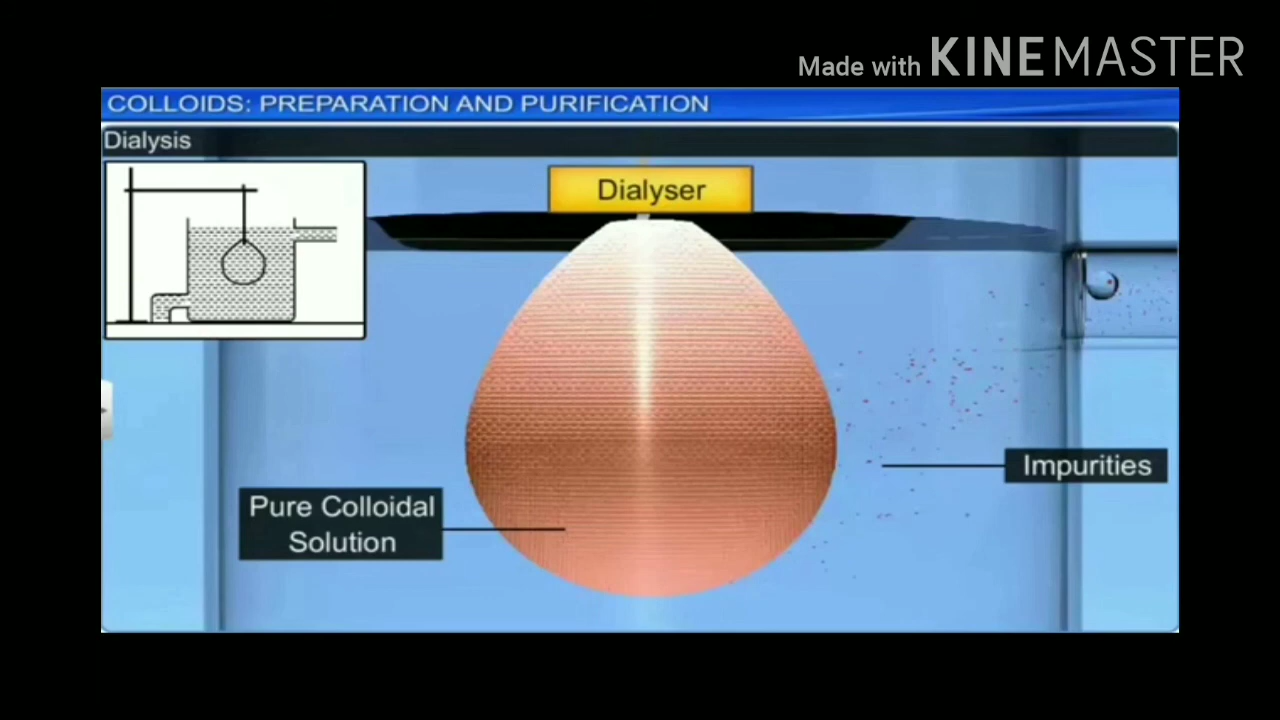 Made with KINEMASTER
COLLOIDS: PREPARATION AND PURIFICATION
Dialysis
Dialyser
Impurities
Pure Colloidal
Solution